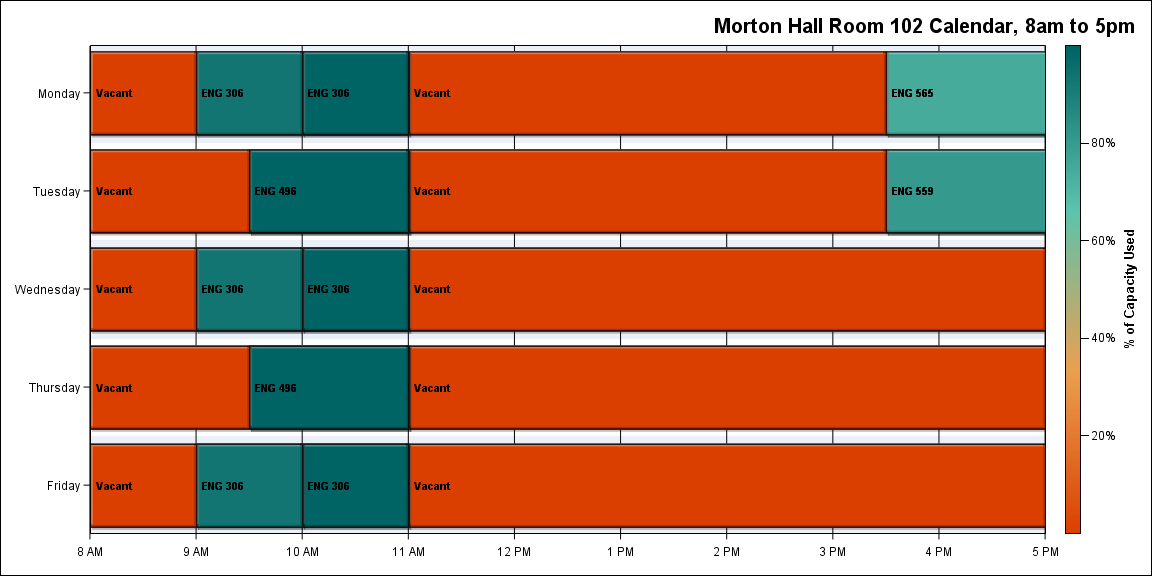 Morton Hall Room 102 Calendar, 8am to 5pm
Monday
Vacant
ENG 306
ENG 306
Vacant
ENG 565
Tuesday
Vacant
ENG 496
Vacant
ENG 559
Wednesday
Vacant
ENG 306
ENG 306
Vacant
Thursday
Vacant
ENG 496
Vacant
Friday
Vacant
ENG 306
ENG 306
Vacant
8 AM
9 AM
10 AM
11 AM
12 PM
1 PM
2 PM
3 PM
4 PM
5 PM
80%
60%
40%
20%
% of Capacity Used